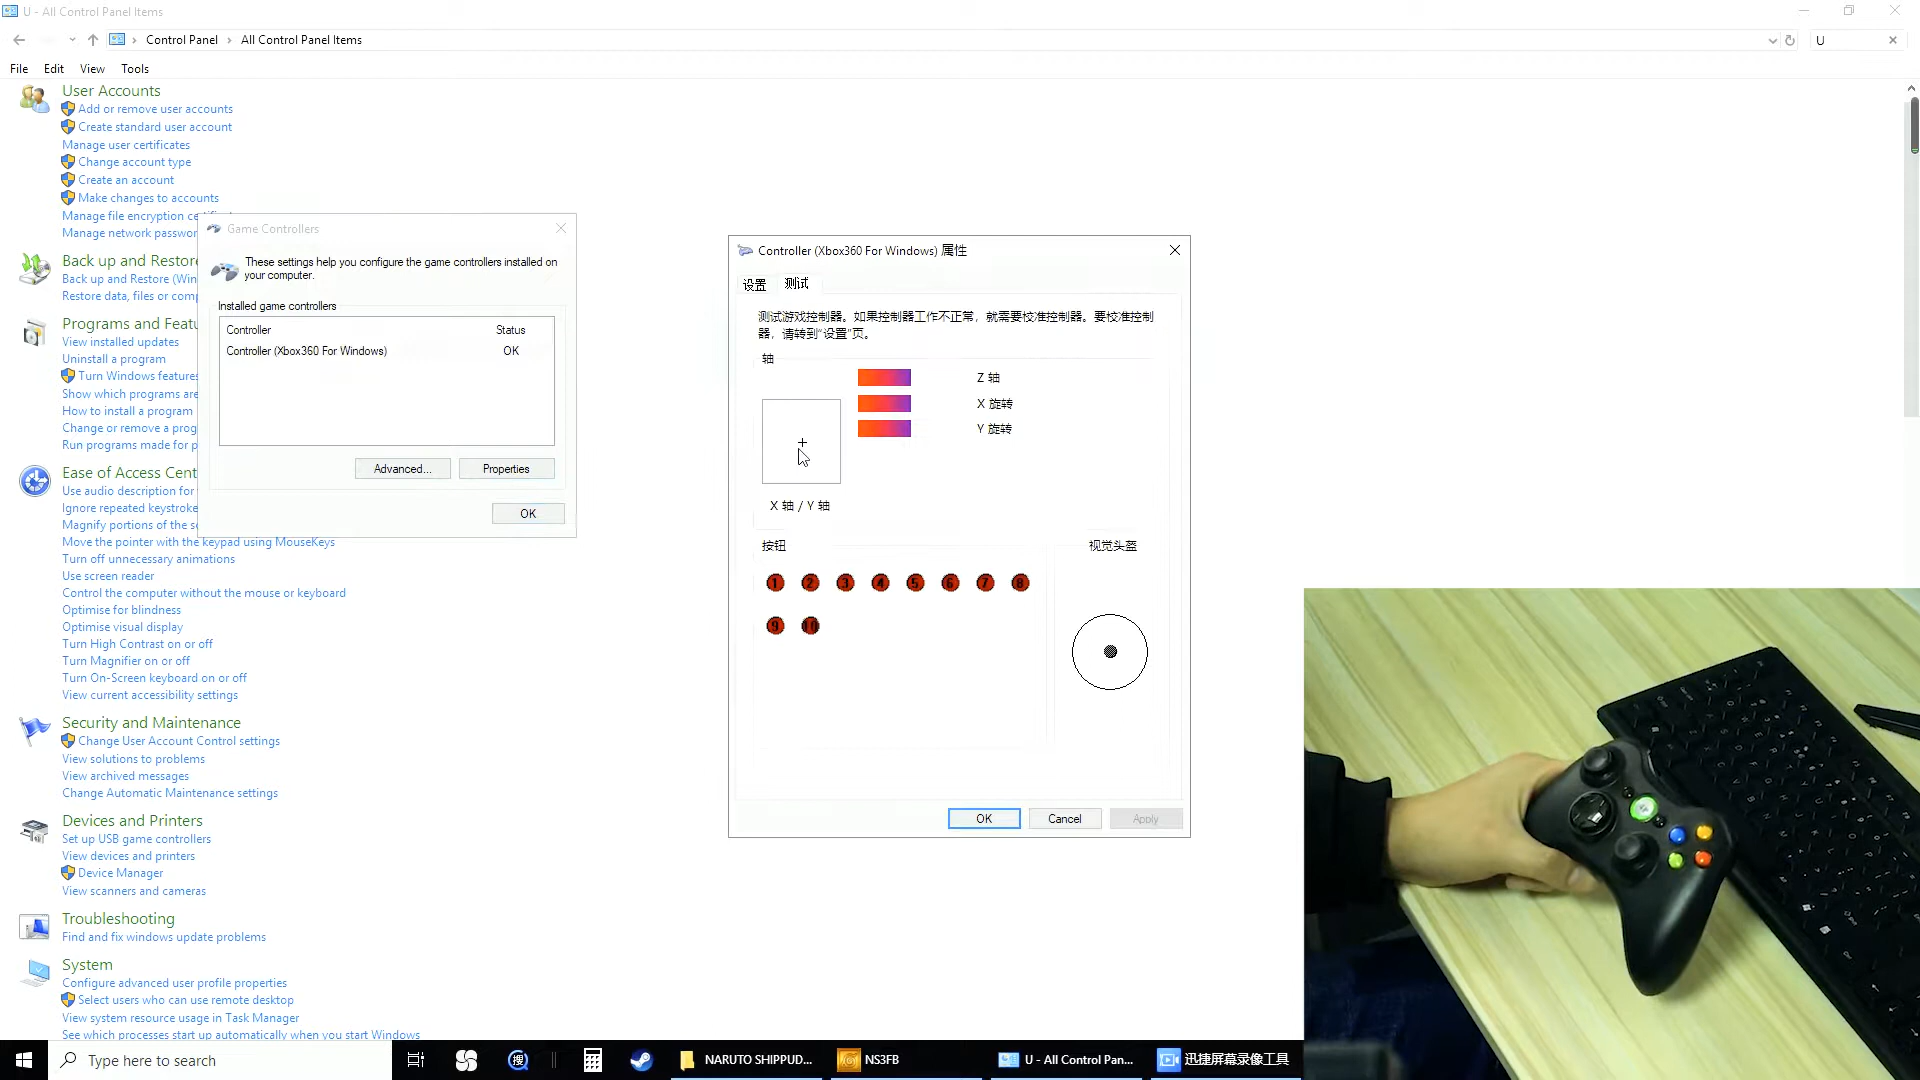 U - All Control Panel Items
Control Panel
All Control Panel Items
U
File Edit View Tools
User Accounts
Add or remove user accounts
Create standard user account
Manage user certificates
Change account type
Create an account
Make changes to accounts
Manage file encryption
Manage network
Back up and Restore
Back up and Restore (Win
Restore data, files or
Programs and
View installed updates
Uninstall a program
Turn Windows features
Show which programs are
How to install a program
Change or remove a
Run programs made for
Ease of Access
Use audio description for
Ignore repeated
Magnify portions of the
Move the pointer with the keypad using MouseKeys
Turn off unnecessary animations
Use screen reader
Control the computer without the mouse or keyboard
Optimise for blindness
Optimise visual display
Turn High Contrast on or off
Turn Magnifier on or off
Turn On-Screen keyboard on or off
View current accessibility settings
Security and Maintenance
Change User Account Control settings
View solutions to problems
View archived messages
Change Automatic Maintenance settings
Devices and Printers
Set up USB game controllers
View devices and printers
Device Manager
View scanners and cameras
Troubleshooting
Find and fix windows update problems
System
Configure advanced user profile properties
Select users who can use remote desktop
View system resource usage in Task Manager
See which processes start up automatically when you start Windows
Game Controllers
These settings help you configure the game controllers installed on
your computer.
Installed game controllers
Controller Status
Controller (Xbox360 For Windows) OK
Advanced... Properties
OK
Controller (Xbox360 For Windows) 属性
设置 测试
测试游戏控制器。如果控制器工作不正常，就需要校准控制器。要校准控制
器，请转到“设置”页。
轴
Z 轴
X 旋转
Y 旋转
X 轴 / Y 轴
按钮
视觉头盔
1 2 3 4 5 6 7 8
9 10
OK Cancel Apply
Type here to search
搜
NARUTO SHIPPUD...
NS3FB
U - All Control Pan...
迅捷屏幕录像工具